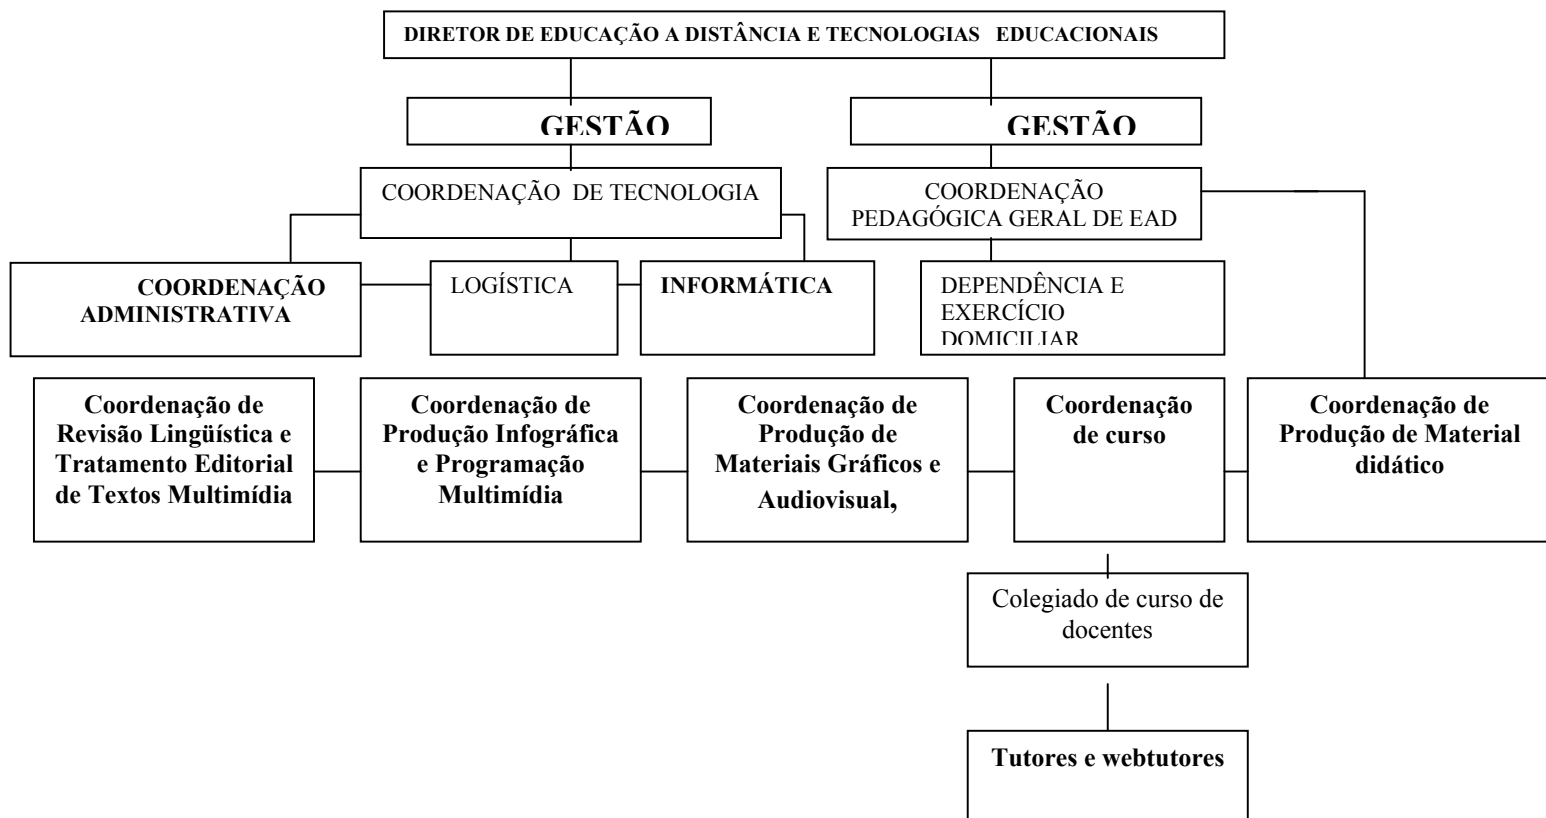 DIRETOR DE EDUCAÇÃO A DISTÂNCIA E TECNOLOGIAS EDUCACIONAIS
GESTÃO
GESTÃO
COORDENAÇÃO DE TECNOLOGIA
COORDENAÇÃO
PEDAGÓGICA GERAL DE EAD
COORDENAÇÃO
ADMINISTRATIVA
LOGÍSTICA
INFORMÁTICA
DEPENDÊNCIA E
EXERCÍCIO
DOMICILIAR
Coordenação de
Revisão Lingüística e
Tratamento Editorial
de Textos Multimídia
Coordenação de
Produção Infográfica
e Programação
Multimídia
Coordenação de
Produção de
Materiais Gráficos e
Audiovisual,
Coordenação
de curso
Coordenação de
Produção de Material
didático
Colegiado de curso de
docentes
Tutores e webtutores